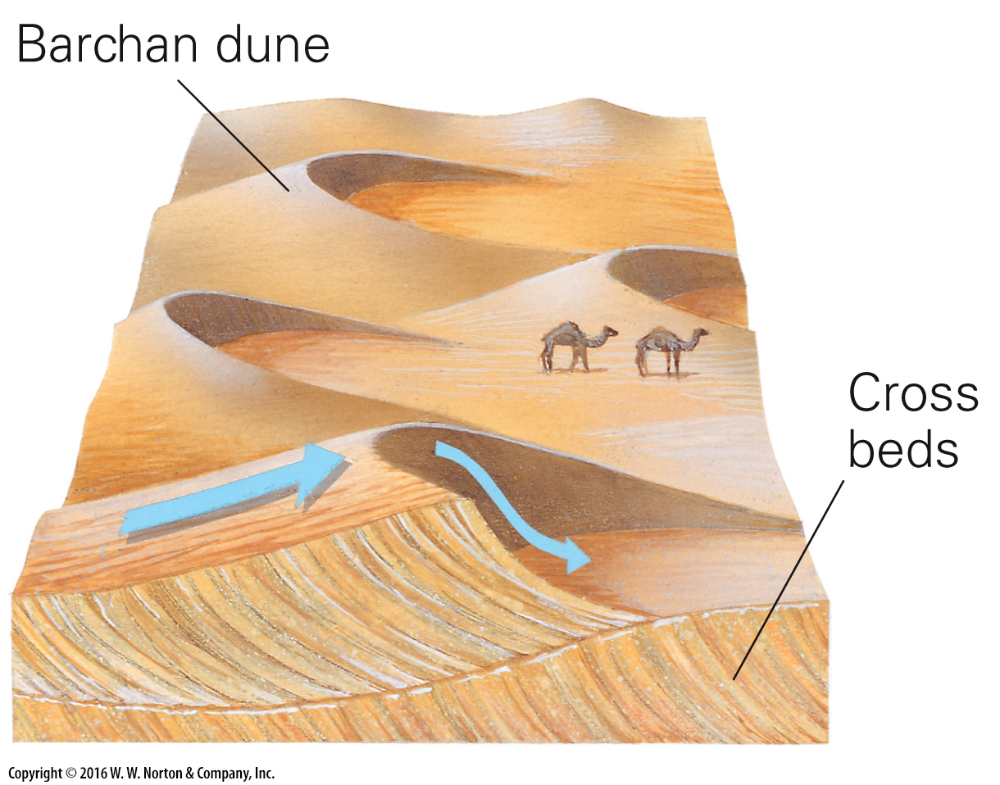 Barchan dune
Cross
beds
Copyright © 2016 W. W. Norton & Company, Inc.